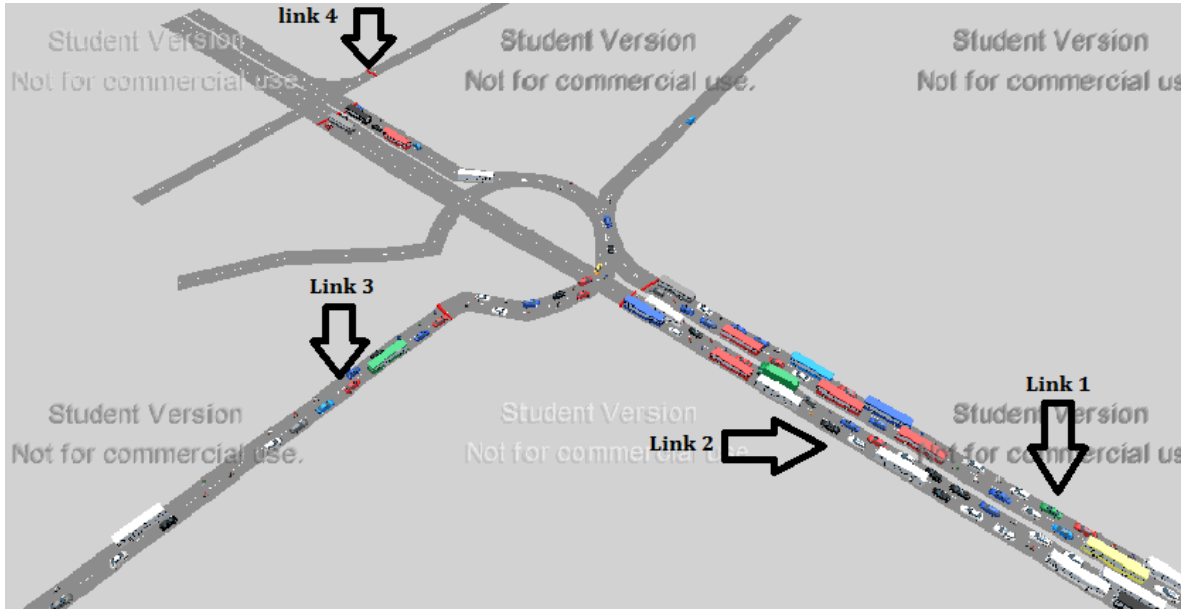 link 4
Student Version
Not for commercial use.
Student Version
Not for commercial use.
Student Version
Not for commercial us
Link 3
Link 1
Student Version
Not for commercial use.
Student Version
Not for commercial use.
Student Version
Not for commercial us
Link 2